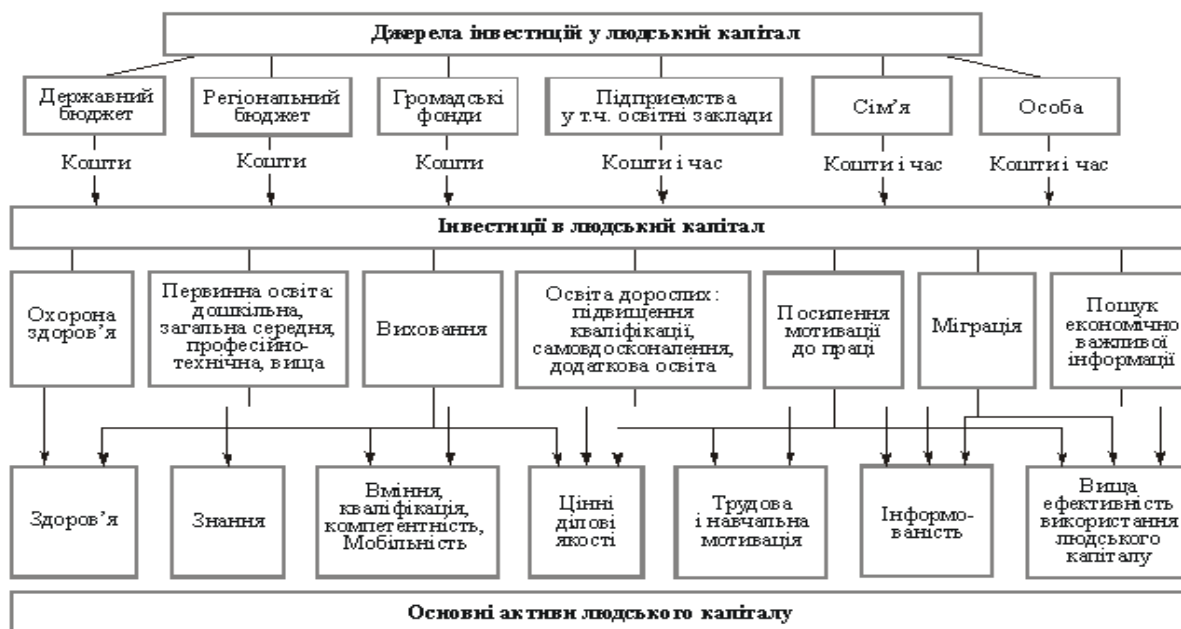 Джерела інвестицій у людський капітал
Державний
бюджет
Регіональний
бюджет
Громадські
фонди
Підприємства
у т.ч. освітні заклади
Сім’я
Особа
Кошти
Кошти
Кошти
Кошти і час
Кошти і час
Кошти і час
Інвестиції в людський капітал
Охорона
здоров’я
Первинна освіта:
дошкільна,
загальна середня,
професійно-
технічна, вища
Виховання
Освіта дорослих:
підвищення
кваліфікації,
самовдосконалення,
додаткова освіта
Посилення
мотивації
до праці
Міграція
Пошук
економічно
важливої
інформації
Здоров’я
Знання
Вміння,
кваліфікація,
компетентність,
Мобільність
Цінні
ділові
якості
Трудова
і навчальна
мотивація
Інформо-
ваність
Вища
ефективність
використання
людського
капіталу
Основні активи людського капіталу